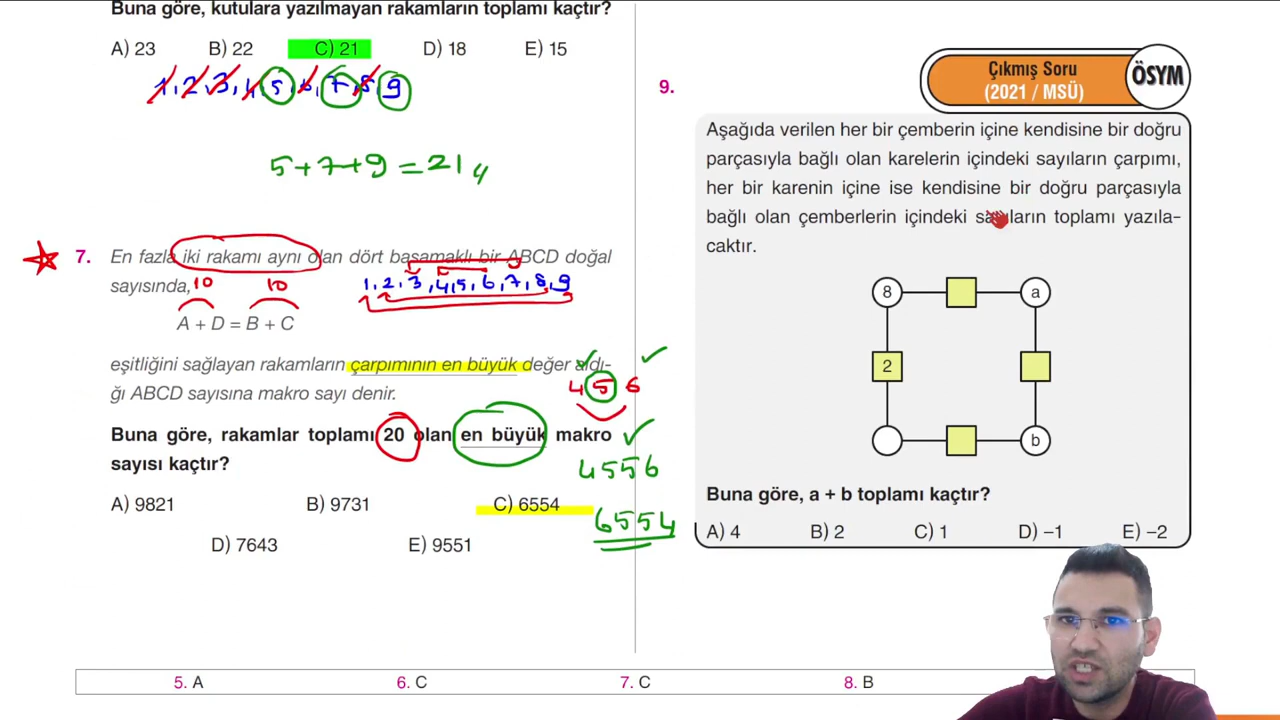 Buna göre, kutulara yazılmayan rakamların toplamı kaçtır?
A) 23 B) 22 C) 21 D) 18 E) 15
1, 2, 3, 4, 5, 6, 7, 8, 9
5+7+9 = 21
7. En fazla iki rakamı aynı olan dört basamaklı bir ABCD doğal
sayısında,
10 10
1, 2, 3, 4, 5, 6, 7, 8, 9
A + D = B + C
eşitliğini sağlayan rakamların çarpımının en büyük değer aldı-
ğı ABCD sayısına makro sayı denir.
4 5 6
Buna göre, rakamlar toplamı 20 olan en büyük makro
sayısı kaçtır?
4556
A) 9821 B) 9731 C) 6554
6554
D) 7643 E) 9551
9.
Çıkmış Soru
(2021 / MSÜ)
ÖSYM
Aşağıda verilen her bir çemberin içine kendisine bir doğru
parçasıyla bağlı olan karelerin içindeki sayıların çarpımı,
her bir karenin içine ise kendisine bir doğru parçasıyla
bağlı olan çemberlerin içindeki sayıların toplamı yazıla-
caktır.
8 a
2
b
Buna göre, a + b toplamı kaçtır?
A) 4 B) 2 C) 1 D) –1 E) –2
5. A 6. C 7. C 8. B